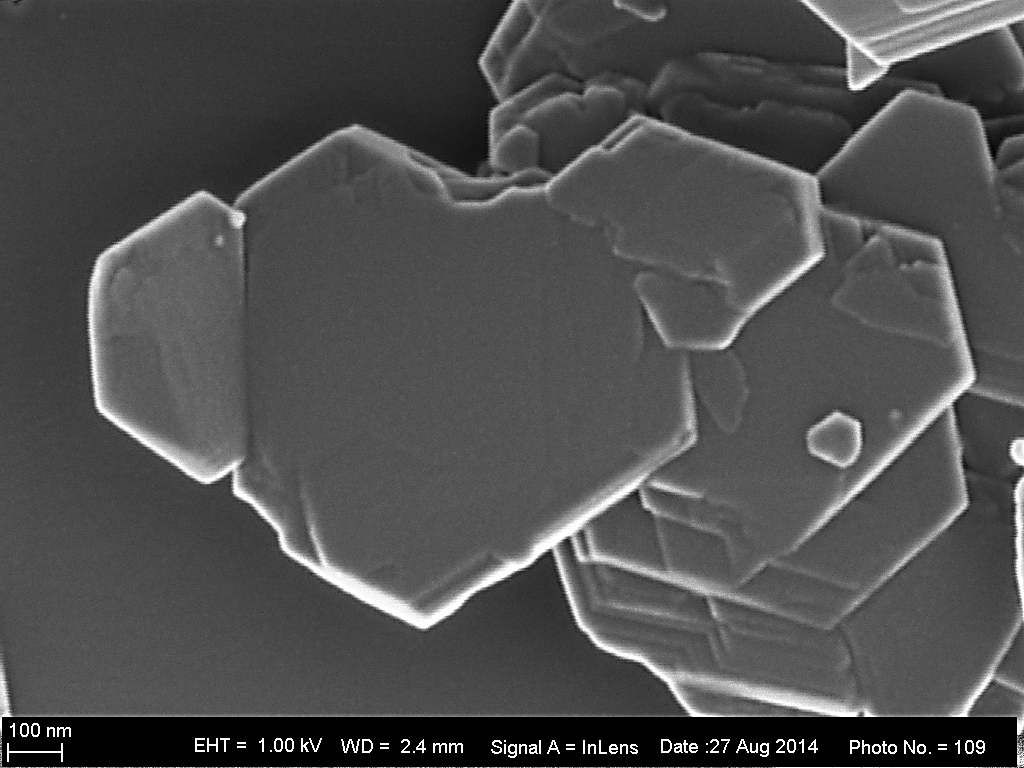 100 nm
EHT = 1.00 kV WD = 2.4 mm Signal A = InLens Date :27 Aug 2014 Photo No. = 109